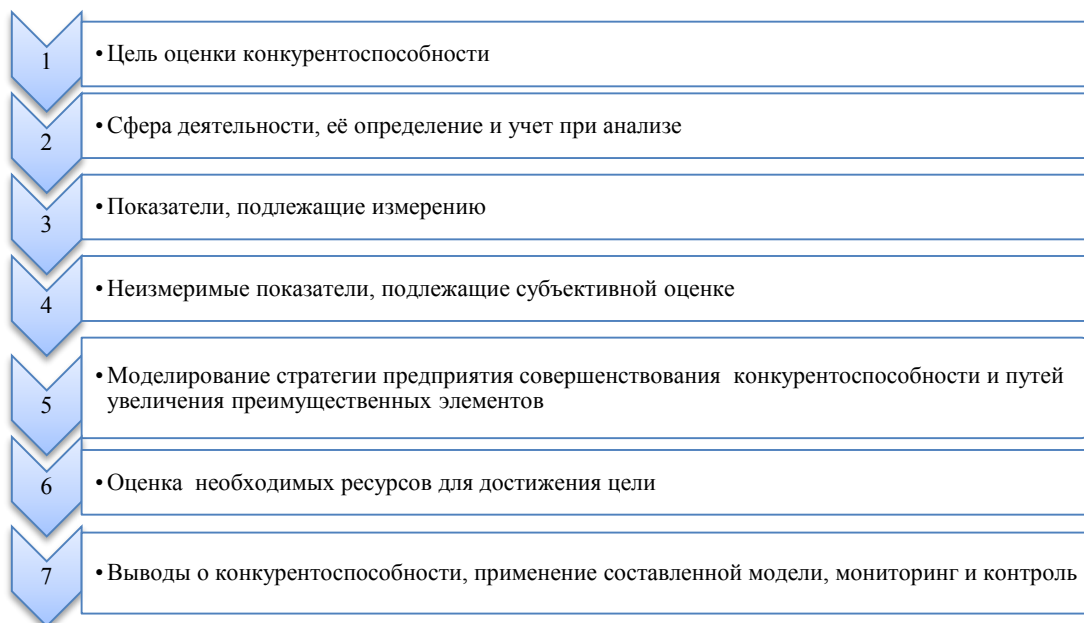 1
• Цель оценки конкурентоспособности
2
• Сфера деятельности, её определение и учет при анализе
3
• Показатели, подлежащие измерению
4
• Неизмеримые показатели, подлежащие субъективной оценке
5
• Моделирование стратегии предприятия совершенствования конкурентоспособности и путей
увеличения преимущественных элементов
6
• Оценка необходимых ресурсов для достижения цели
7
• Выводы о конкурентоспособности, применение составленной модели, мониторинг и контроль